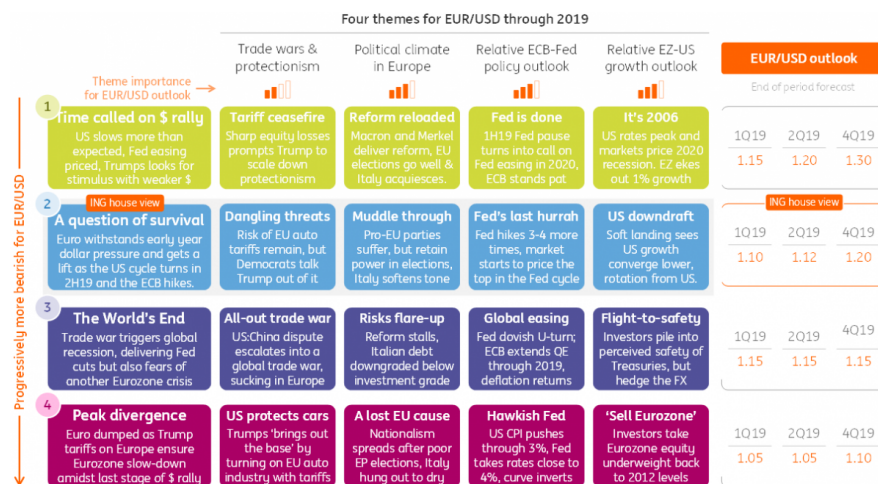 Four themes for EUR/USD through 2019
Theme importance
for EUR/USD outlook
Trade wars &
protectionism
Political climate
in Europe
Relative ECB-Fed
policy outlook
Relative EZ-US
growth outlook
EUR/USD outlook
End of period forecast
Progressively more bearish for EUR/USD
1
Time called on $ rally
US slows more than
expected, Fed easing
priced, Trumps looks for
stimulus with weaker $
Tariff ceasefire
Sharp equity losses
prompts Trump to
scale down
protectionism
Reform reloaded
Macron and Merkel
deliver reform, EU
elections go well &
Italy acquiesces.
Fed is done
1H19 Fed pause
turns into call on
Fed easing in 2020,
ECB stands pat
It's 2006
US rates peak and
markets price 2020
recession. EZ ekes
out 1% growth
1Q19 2Q19 4Q19
1.15 1.20 1.30
2
ING house view
A question of survival
Euro withstands early year
dollar pressure and gets a
lift as the US cycle turns in
2H19 and the ECB hikes.
Dangling threats
Risk of EU auto
tariffs remain, but
Democrats talk
Trump out of it
Muddle through
Pro-EU parties
suffer, but retain
power in elections,
Italy softens tone
Fed's last hurrah
Fed hikes 3-4 more
times, market
starts to price the
top in the Fed cycle
US downdraft
Soft landing sees
US growth
converge lower,
rotation from US.
ING house view
1Q19 2Q19 4Q19
1.10 1.12 1.20
3
The World's End
Trade war triggers global
recession, delivering Fed
cuts but also fears of
another Eurozone crisis
All-out trade war
US:China dispute
escalates into a
global trade war,
sucking in Europe
Risks flare-up
Reform stalls,
Italian debt
downgraded below
investment grade
Global easing
Fed dovish U-turn;
ECB extends QE
through 2019,
deflation returns
Flight-to-safety
Investors pile into
perceived safety of
Treasuries, but
hedge the FX
1Q19 2Q19 4Q19
1.15 1.15 1.15
4
Peak divergence
Euro dumped as Trump
tariffs on Europe ensure
Eurozone slow-down
amidst last stage of $ rally
US protects cars
Trumps 'brings out
the base' by
turning on EU auto
industry with tariffs
A lost EU cause
Nationalism
spreads after poor
EP elections, Italy
hung out to dry
Hawkish Fed
US CPI pushes
through 3%, Fed
takes rates close to
4%, curve inverts
'Sell Eurozone'
Investors take
Eurozone equity
underweight back
to 2012 levels
1Q19 2Q19 4Q19
1.05 1.05 1.10